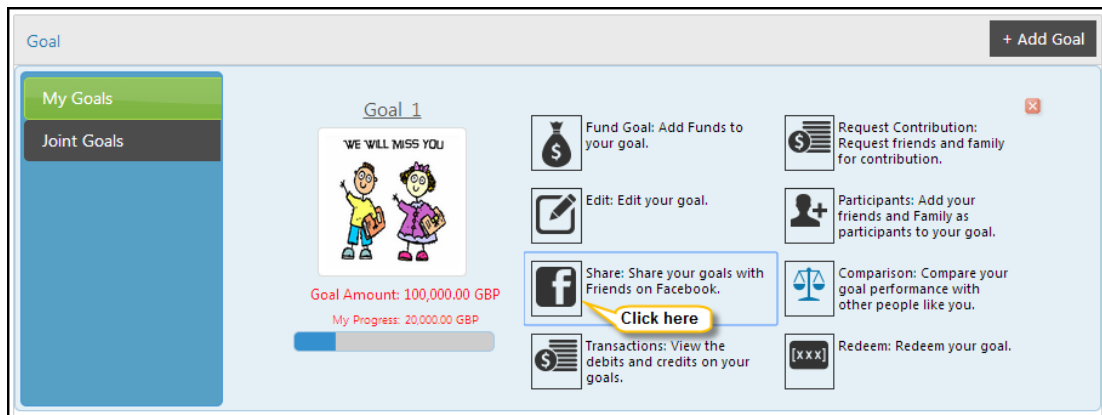 Goal
+ Add Goal
My Goals
Joint Goals
Goal_1
WE WILL MISS YOU
Goal Amount: 100,000.00 GBP
My Progress: 20,000.00 GBP
Fund Goal: Add Funds to
your goal.
Request Contribution:
Request friends and family
for contribution.
Edit: Edit your goal.
Participants: Add your
friends and Family as
participants to your goal.
Share: Share your goals with
Friends on Facebook.
Click here
Comparison: Compare your
goal performance with
other people like you.
Transactions: View the
debits and credits on your
goals.
[xxx]
Redeem: Redeem your goal.